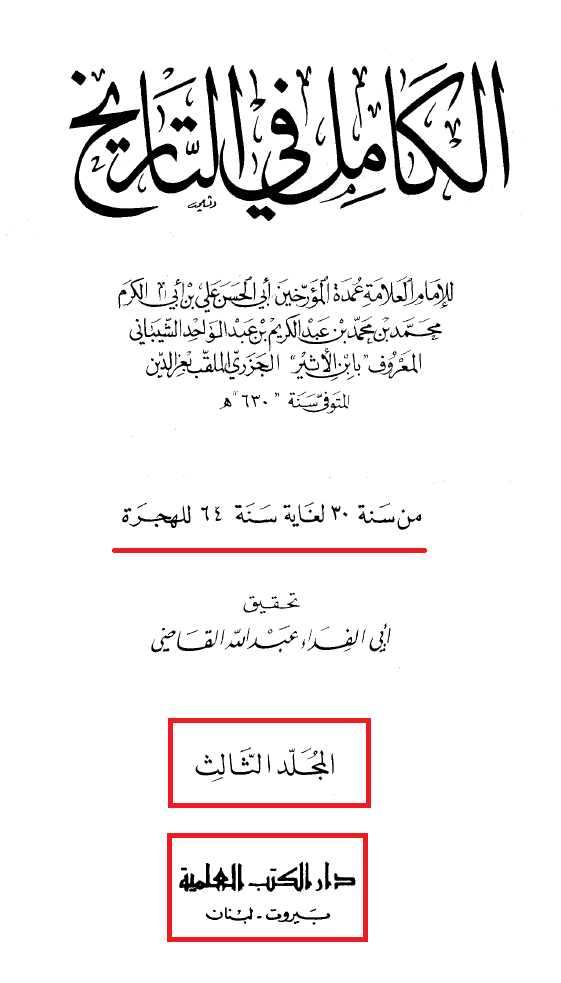 الكامل في التاريخ
للإمام العلامة عمدة المؤرخين أبي الحسن علي بن أبي الكرم
محمد بن محمد بن عبد الكريم بن عبد الواحد الشيباني
المعروف "بابن الأثير" الجزري الملقب بعز الدين
المتوفى سنة "٦٣٠" هـ
من سنة ٣٠ لغاية سنة ٦٤ للهجرة
تحقيق
أبي الفداء عبد الله القاضي
المجلد الثالث
دار الكتب العلمية
بيروت - لبنان